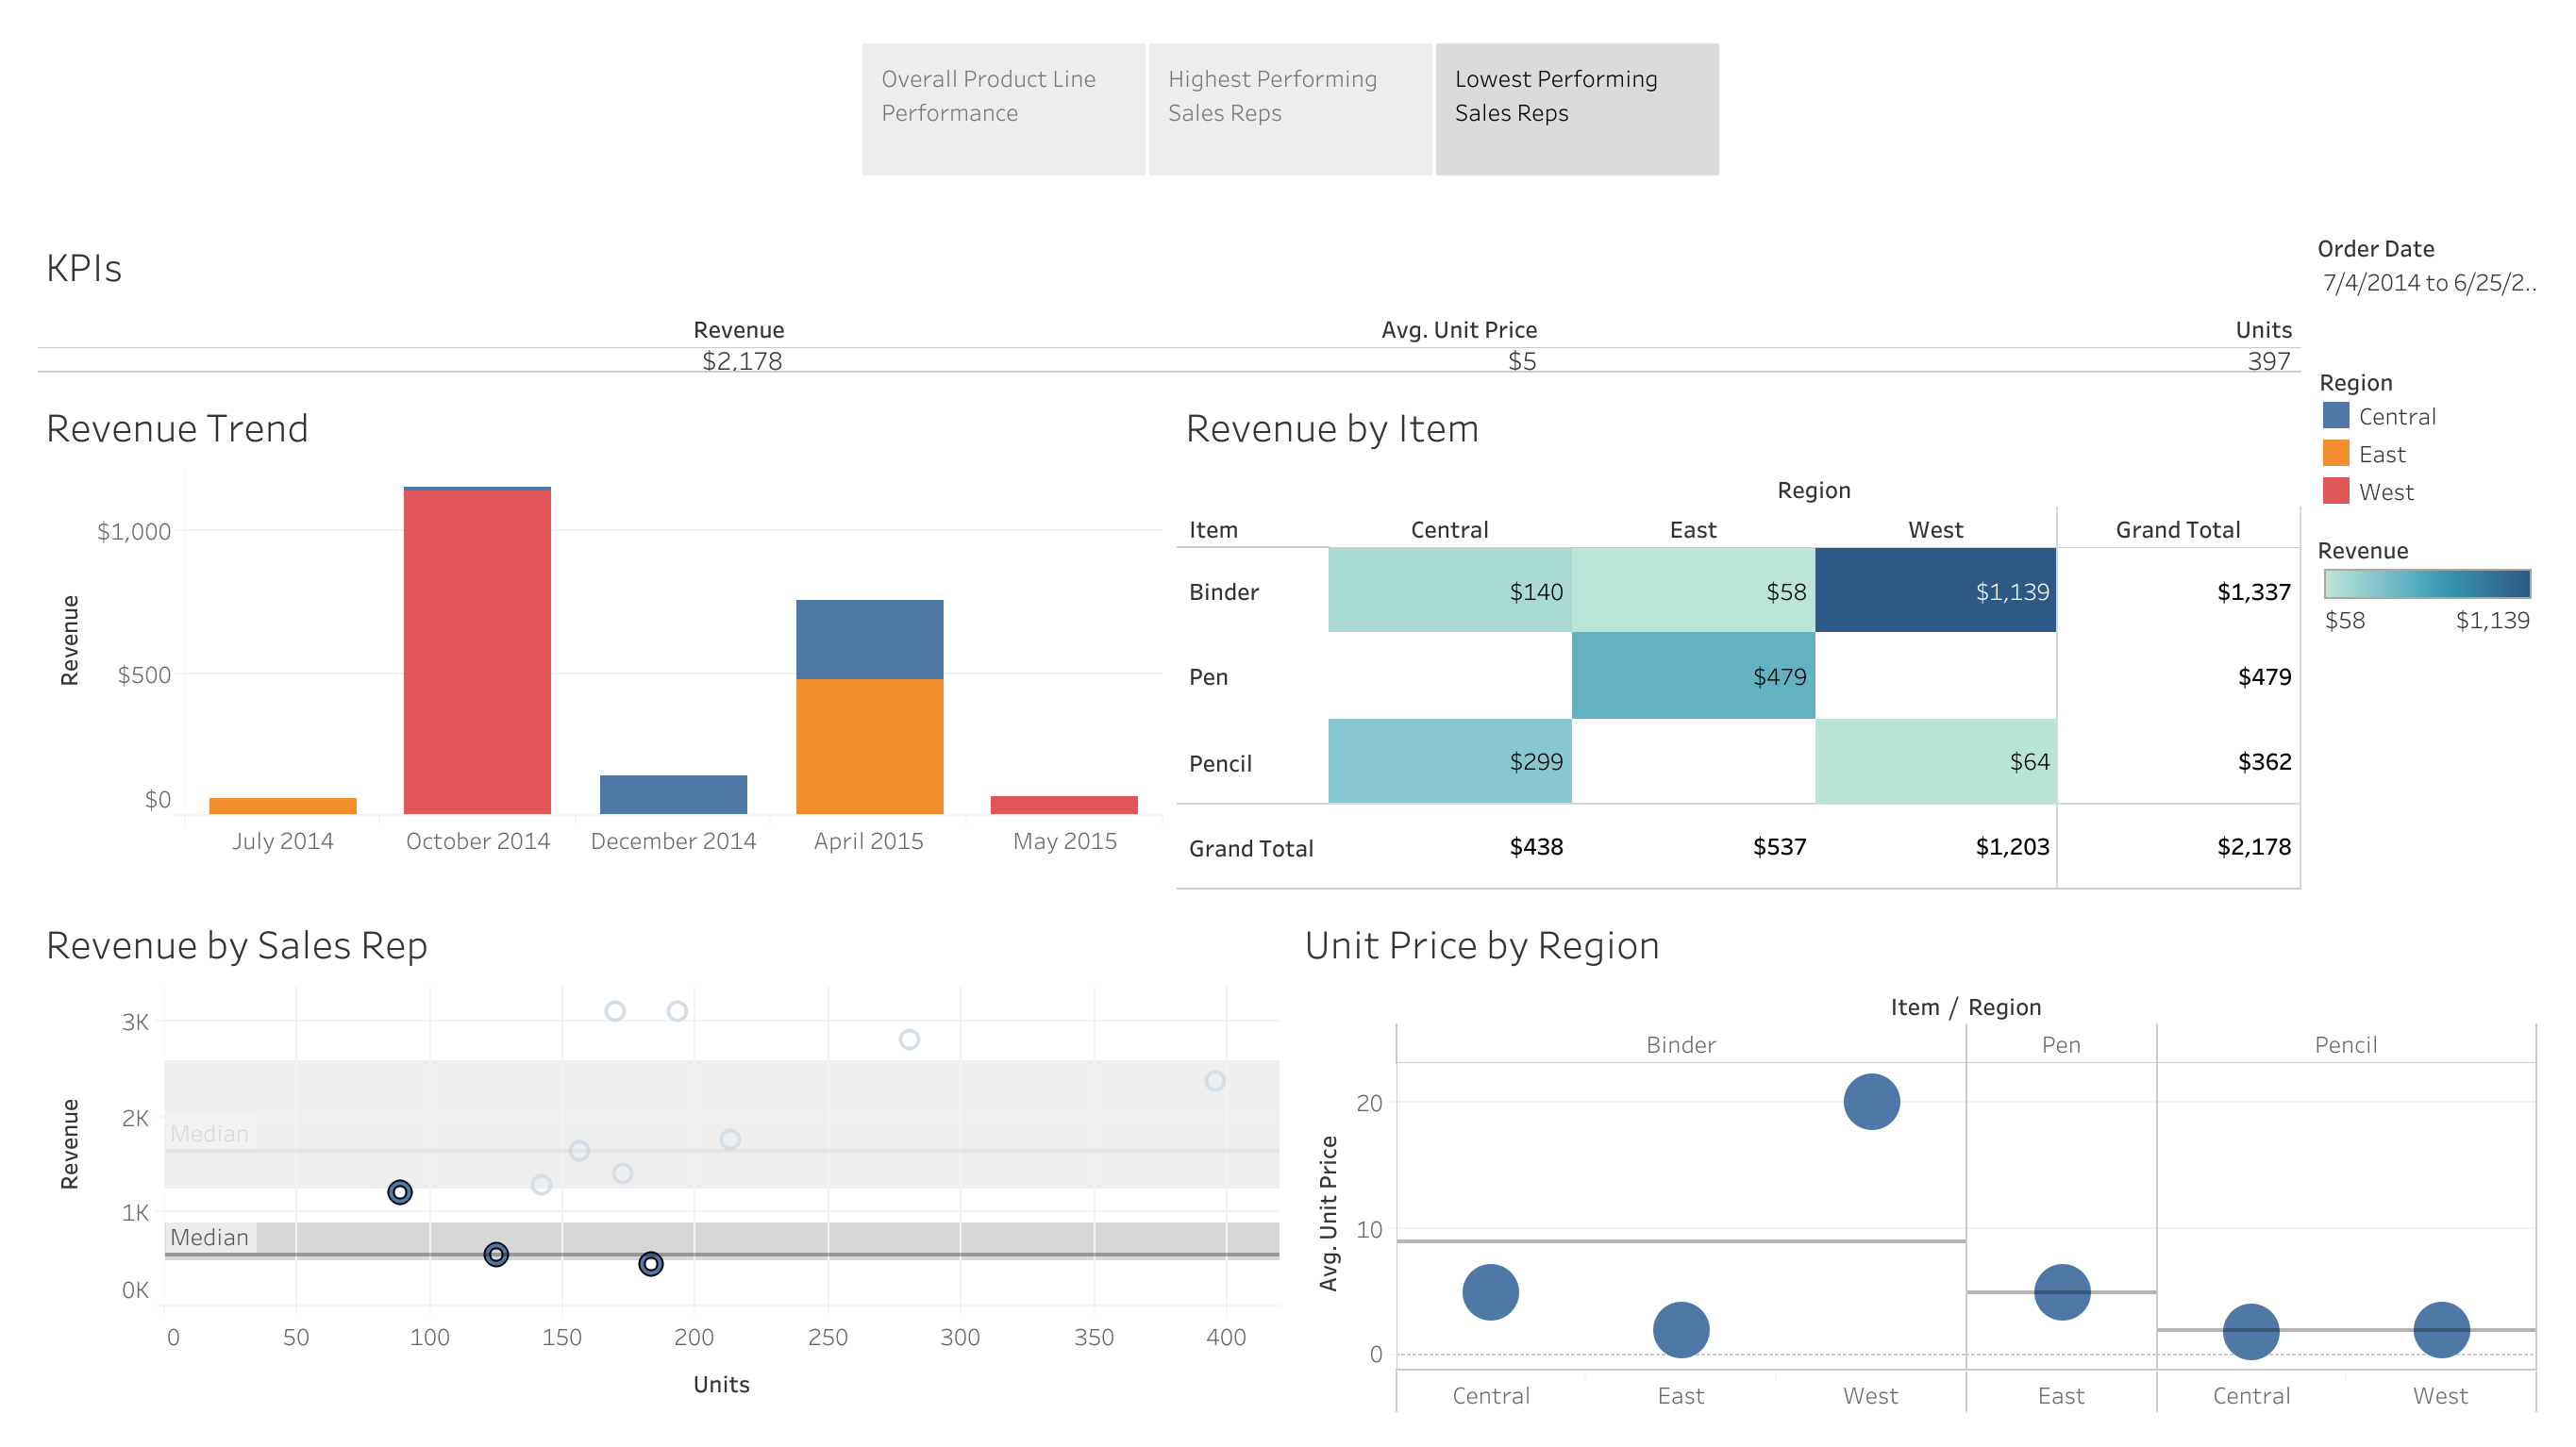 Overall Product Line
Performance
Highest Performing
Sales Reps
Lowest Performing
Sales Reps
KPIs
Revenue Avg. Unit Price Units
$2,178 $5 397
Order Date
7/4/2014 to 6/25/2..
Region
Central
East
West
Revenue
$58 $1,139
Revenue Trend
Revenue
$1,000
$500
$0
July 2014 October 2014 December 2014 April 2015 May 2015
Revenue by Item
Region
Item Central East West Grand Total
Binder $140 $58 $1,139 $1,337
Pen $479 $479
Pencil $299 $64 $362
Grand Total $438 $537 $1,203 $2,178
Revenue by Sales Rep
Revenue
3K
2K
Median
1K
Median
0K
0 50 100 150 200 250 300 350 400
Units
Unit Price by Region
Item / Region
Binder Pen Pencil
Avg. Unit Price
20
10
0
Central East West East Central West